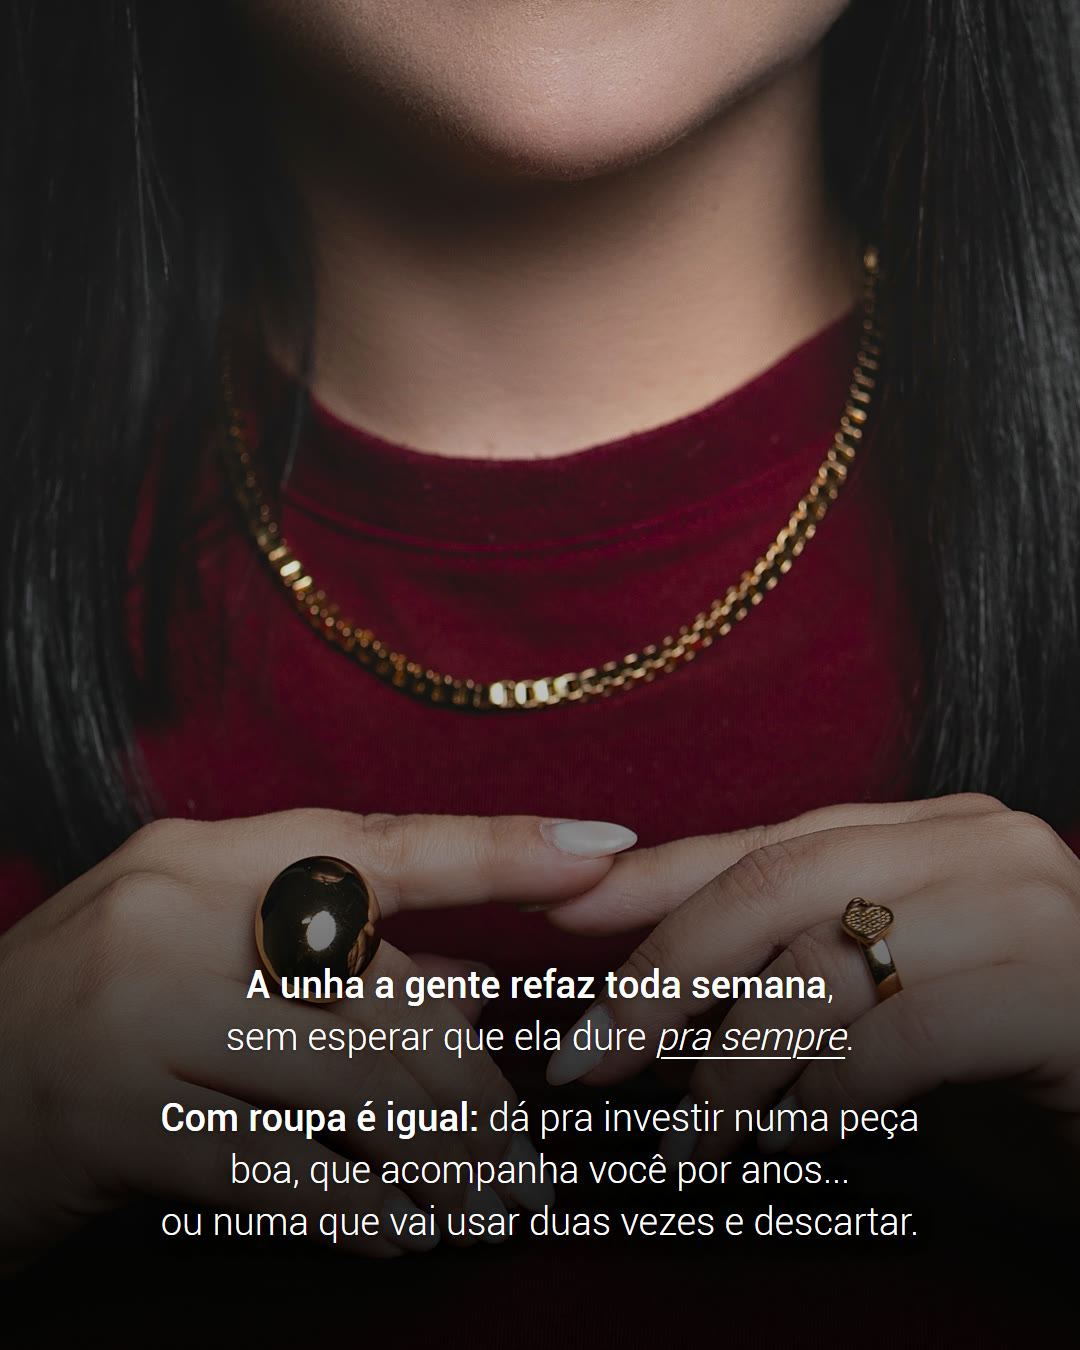 A unha a gente refaz toda semana,
sem esperar que ela dure pra sempre.
Com roupa é igual: dá pra investir numa peça
boa, que acompanha você por anos...
ou numa que vai usar duas vezes e descartar.